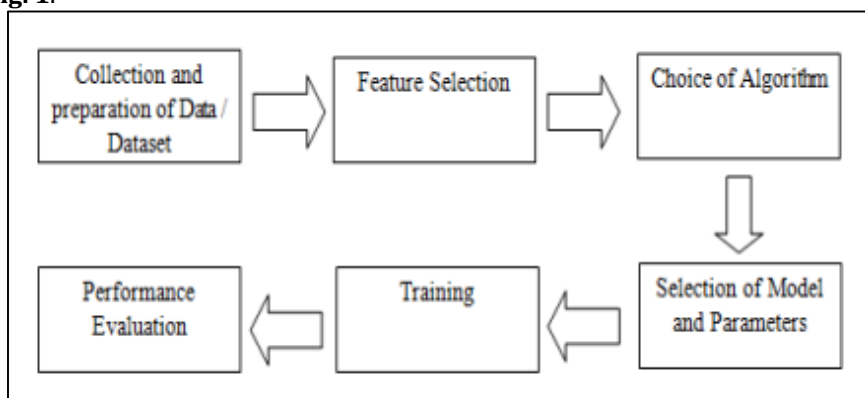 Collection and
preparation of Data /
Dataset
Feature Selection
Choice of Algorithm
Selection of Model
and Parameters
Training
Performance
Evaluation